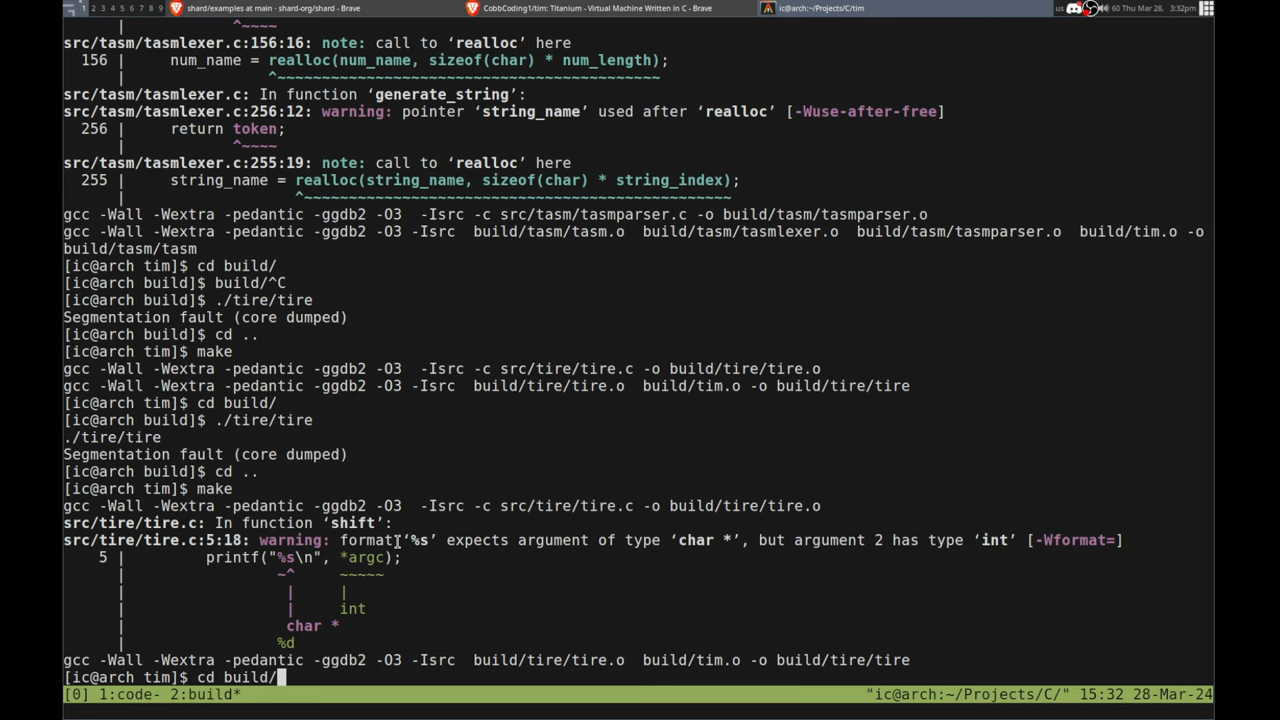 1 2 3 4 5 6 7 8 9 shard/examples at main - shard-org/shard - Brave CobbCoding1/tim: Titanium - Virtual Machine Written in C - Brave ic@arch:~/Projects/C/tim us 60 Thu Mar 28, 3:32pm
| ^~~~~
src/tasm/tasmlexer.c:156:16: note: call to ‘realloc’ here
156 | num_name = realloc(num_name, sizeof(char) * num_length);
| ^~~~~~~~~~~~~~~~~~~~~~~~~~~~~~~~~~~~~~~~~~~~
src/tasm/tasmlexer.c: In function ‘generate_string’:
src/tasm/tasmlexer.c:256:12: warning: pointer ‘string_name’ used after ‘realloc’ [-Wuse-after-free]
256 | return token;
| ^~~~~
src/tasm/tasmlexer.c:255:19: note: call to ‘realloc’ here
255 | string_name = realloc(string_name, sizeof(char) * string_index);
| ^~~~~~~~~~~~~~~~~~~~~~~~~~~~~~~~~~~~~~~~~~~~~~~~~
gcc -Wall -Wextra -pedantic -ggdb2 -O3 -Isrc -c src/tasm/tasmparser.c -o build/tasm/tasmparser.o
gcc -Wall -Wextra -pedantic -ggdb2 -O3 -Isrc build/tasm/tasm.o build/tasm/tasmlexer.o build/tasm/tasmparser.o build/tim.o -o
build/tasm/tasm
[ic@arch tim]$ cd build/
[ic@arch build]$ build/^C
[ic@arch build]$ ./tire/tire
Segmentation fault (core dumped)
[ic@arch build]$ cd ..
[ic@arch tim]$ make
gcc -Wall -Wextra -pedantic -ggdb2 -O3 -Isrc -c src/tire/tire.c -o build/tire/tire.o
gcc -Wall -Wextra -pedantic -ggdb2 -O3 -Isrc build/tire/tire.o build/tim.o -o build/tire/tire
[ic@arch tim]$ cd build/
[ic@arch build]$ ./tire/tire
./tire/tire
Segmentation fault (core dumped)
[ic@arch build]$ cd ..
[ic@arch tim]$ make
gcc -Wall -Wextra -pedantic -ggdb2 -O3 -Isrc -c src/tire/tire.c -o build/tire/tire.o
src/tire/tire.c: In function ‘shift’:
src/tire/tire.c:5:18: warning: format ‘%s’ expects argument of type ‘char *’, but argument 2 has type ‘int’ [-Wformat=]
5 | printf("%s\n", *argc);
| ~^ ~~~~~
| | |
| | int
| char *
| %d
gcc -Wall -Wextra -pedantic -ggdb2 -O3 -Isrc build/tire/tire.o build/tim.o -o build/tire/tire
[ic@arch tim]$ cd build/
[0] 1:code- 2:build* "ic@arch:~/Projects/C/" 15:32 28-Mar-24